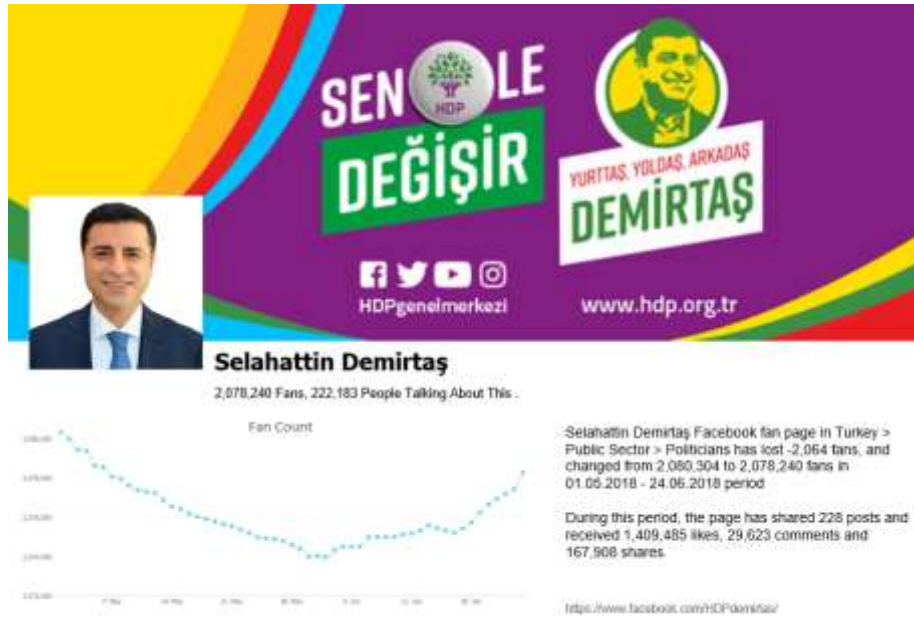 SEN HDP LE
DEĞİŞİR
YURTTAŞ, YOLDAŞ, ARKADAŞ
DEMİRTAŞ
HDPgenelmerkezi
www.hdp.org.tr
Selahattin Demirtaş
2,078,240 Fans, 222,183 People Talking About This .
Fan Count
Selahattin Demirtaş Facebook fan page in Turkey >
Public Sector > Politicians has lost -2,064 fans, and
changed from 2,080,304 to 2,078,240 fans in
01.05.2018 - 24.06.2018 period
During this period, the page has shared 228 posts and
received 1,409,485 likes, 29,623 comments and
167,908 shares.
https://www.facebook.com/HDPdemirtas/